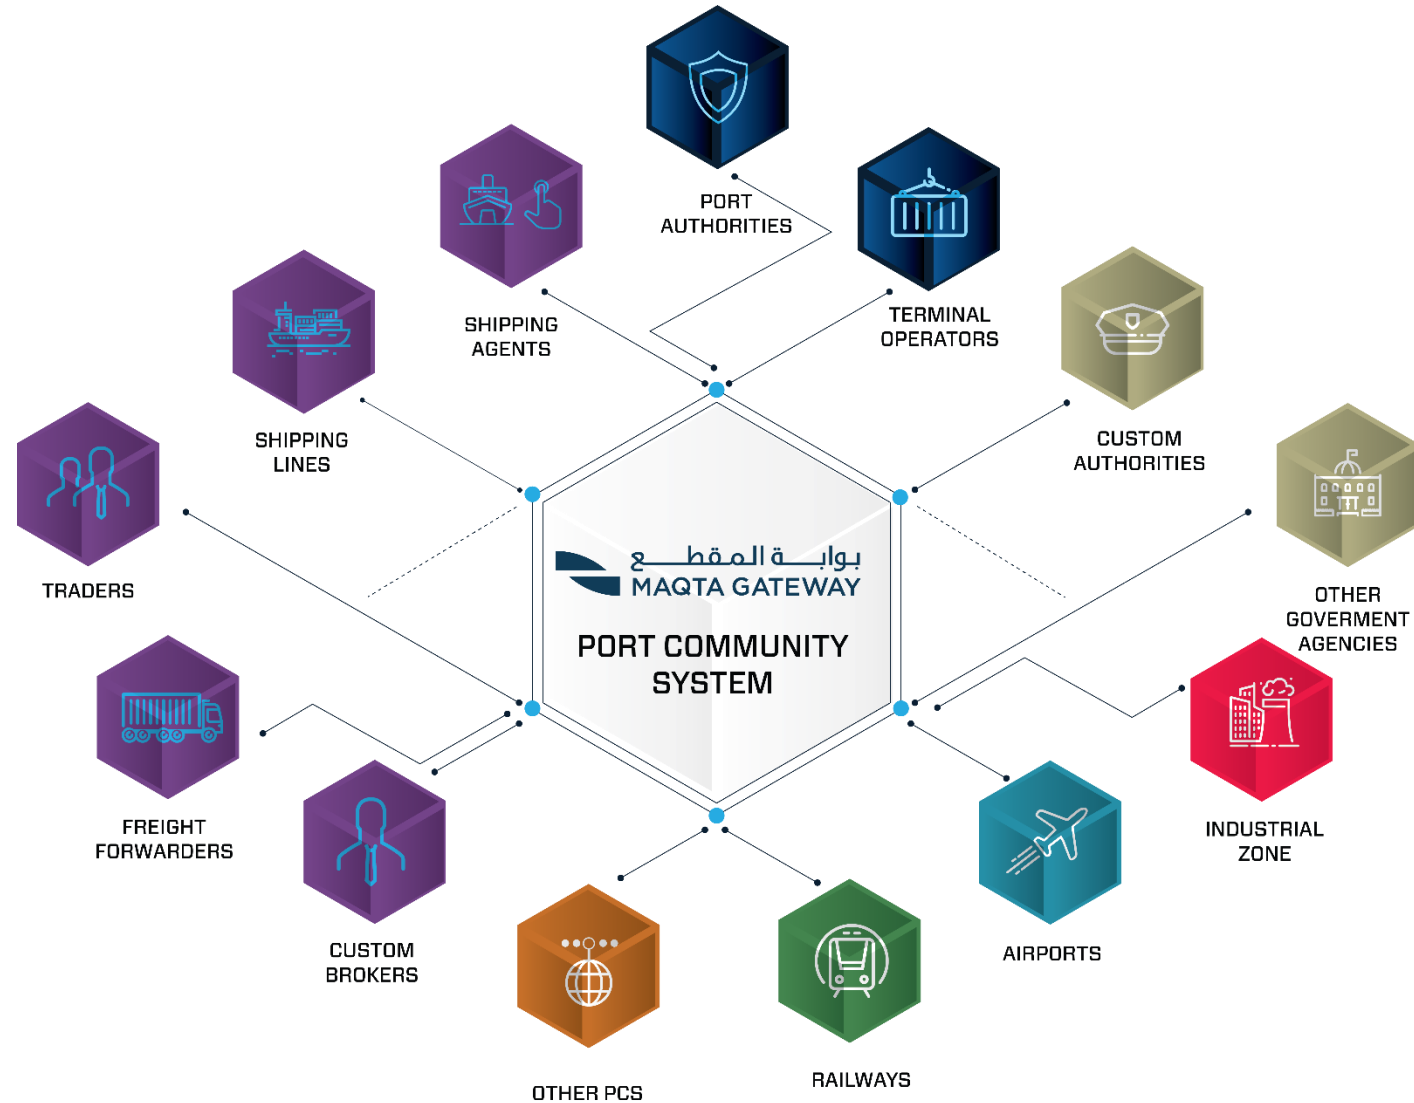 PORT
AUTHORITIES
TERMINAL
OPERATORS
SHIPPING
AGENTS
CUSTOM
AUTHORITIES
SHIPPING
LINES
OTHER
GOVERMENT
AGENCIES
TRADERS
بوابة المقطع
MAQTA GATEWAY
PORT COMMUNITY
SYSTEM
FREIGHT
FORWARDERS
INDUSTRIAL
ZONE
CUSTOM
BROKERS
AIRPORTS
OTHER PCS
RAILWAYS